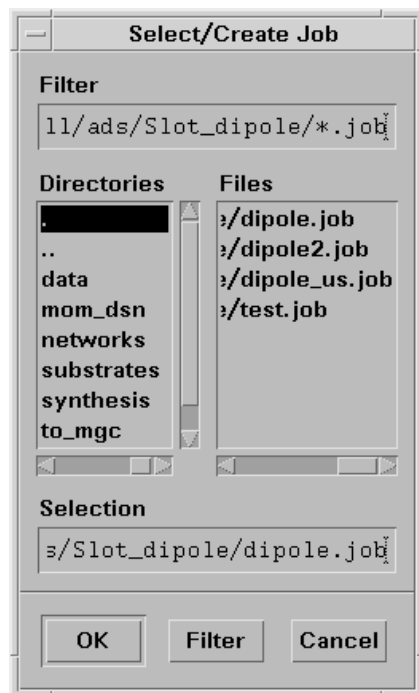 Select/Create Job
Filter
ll/ads/Slot_dipole/*.job
Directories
Files
.
..
data
mom_dsn
networks
substrates
synthesis
to_mgc
e/dipole.job
e/dipole2.job
e/dipole_us.job
e/test.job
Selection
s/Slot_dipole/dipole.job
OK
Filter
Cancel